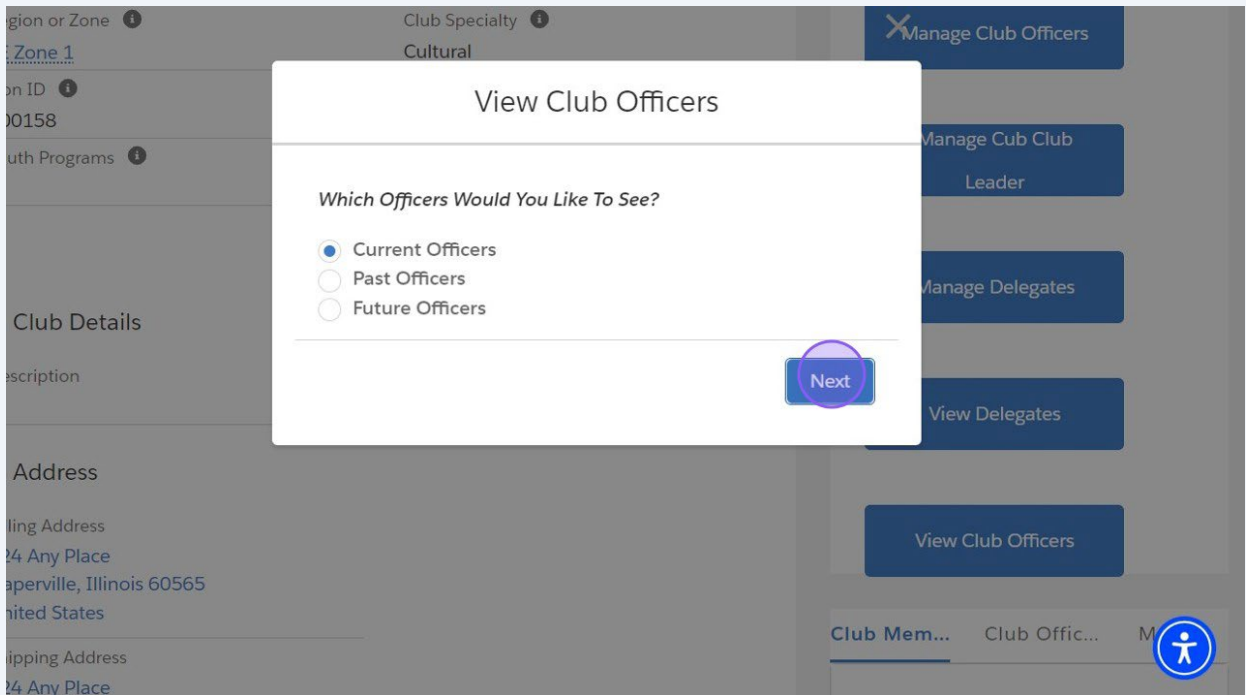 egion or Zone
Zone 1
on ID
00158
uth Programs
Club Details
escription
Address
ling Address
24 Any Place
aperville, Illinois 60565
nited States
ipping Address
24 Any Place
Club Specialty
Cultural
View Club Officers
Which Officers Would You Like To See?
Current Officers
Past Officers
Future Officers
Next
Manage Club Officers
Manage Cub Club
Leader
Manage Delegates
View Delegates
View Club Officers
Club Mem...
Club Offic...
M